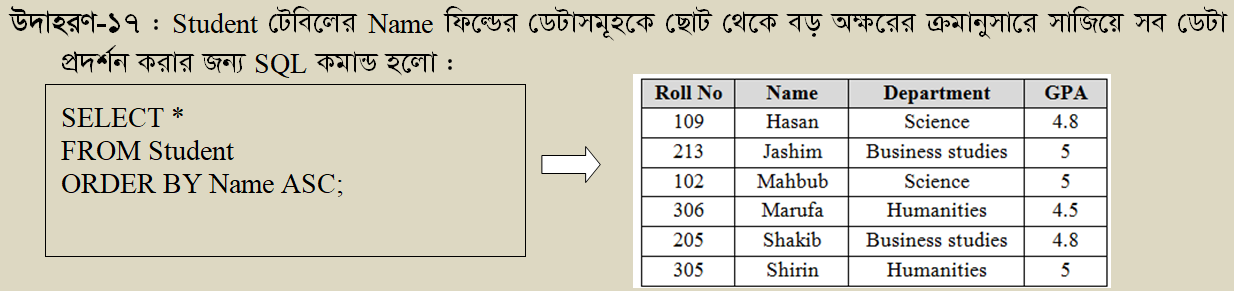 উদাহরণ-১৭ : Student টেবিলের Name ফিল্ডের ডেটাসমূহকে ছোট থেকে বড় অক্ষরের ক্রমানুসারে সাজিয়ে সব ডেটা
প্রদর্শন করার জন্য SQL কমান্ড হলো :
SELECT *
FROM Student
ORDER BY Name ASC;
Roll No Name Department GPA
109 Hasan Science 4.8
213 Jashim Business studies 5
102 Mahbub Science 5
306 Marufa Humanities 4.5
205 Shakib Business studies 4.8
305 Shirin Humanities 5